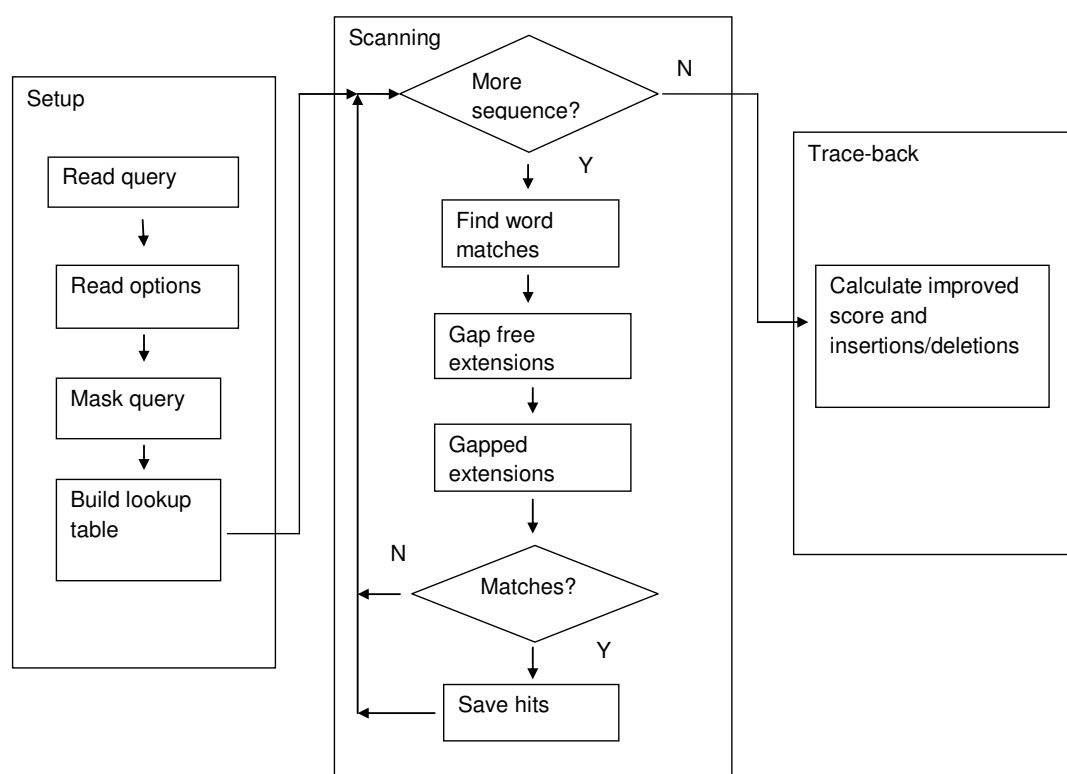 Setup
Read query
Read options
Mask query
Build lookup
table
Scanning
More
sequence?
N
Y
Find word
matches
Gap free
extensions
Gapped
extensions
N
Matches?
Y
Save hits
Trace-back
Calculate improved
score and
insertions/deletions